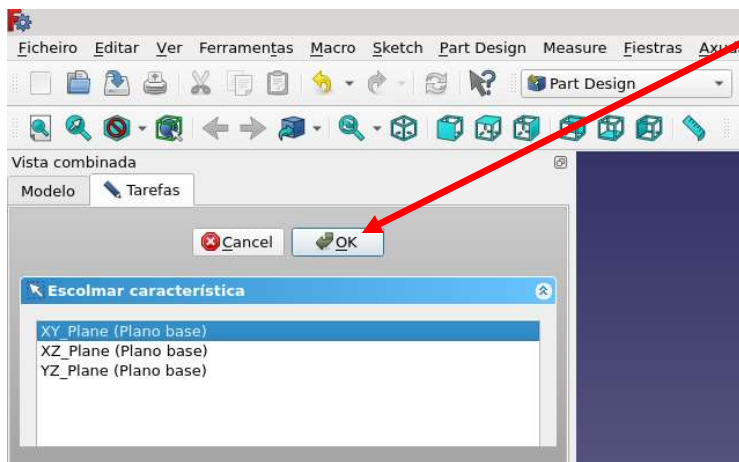 Ficheiro Editar Ver Ferramentas Macro Sketch Part Design Measure Fiestras Axuda
Part Design
Vista combinada
Modelo Tarefas
Cancel OK
Escolmar característica
XY_Plane (Plano base)
XZ_Plane (Plano base)
YZ_Plane (Plano base)